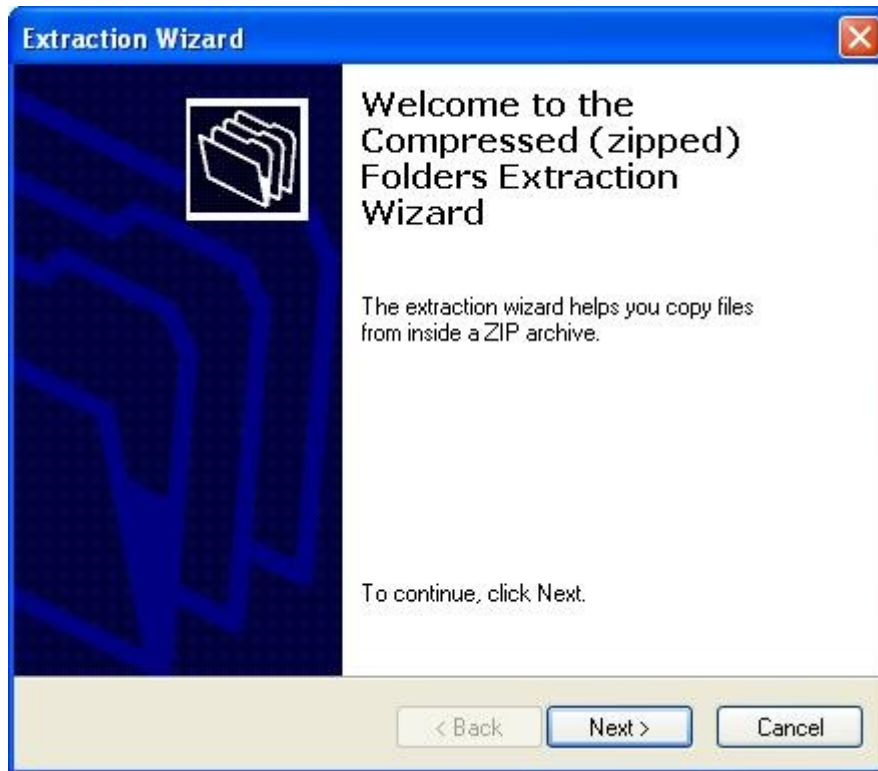 Extraction Wizard
Welcome to the
Compressed (zipped)
Folders Extraction
Wizard
The extraction wizard helps you copy files
from inside a ZIP archive.
To continue, click Next.
< Back
Next >
Cancel